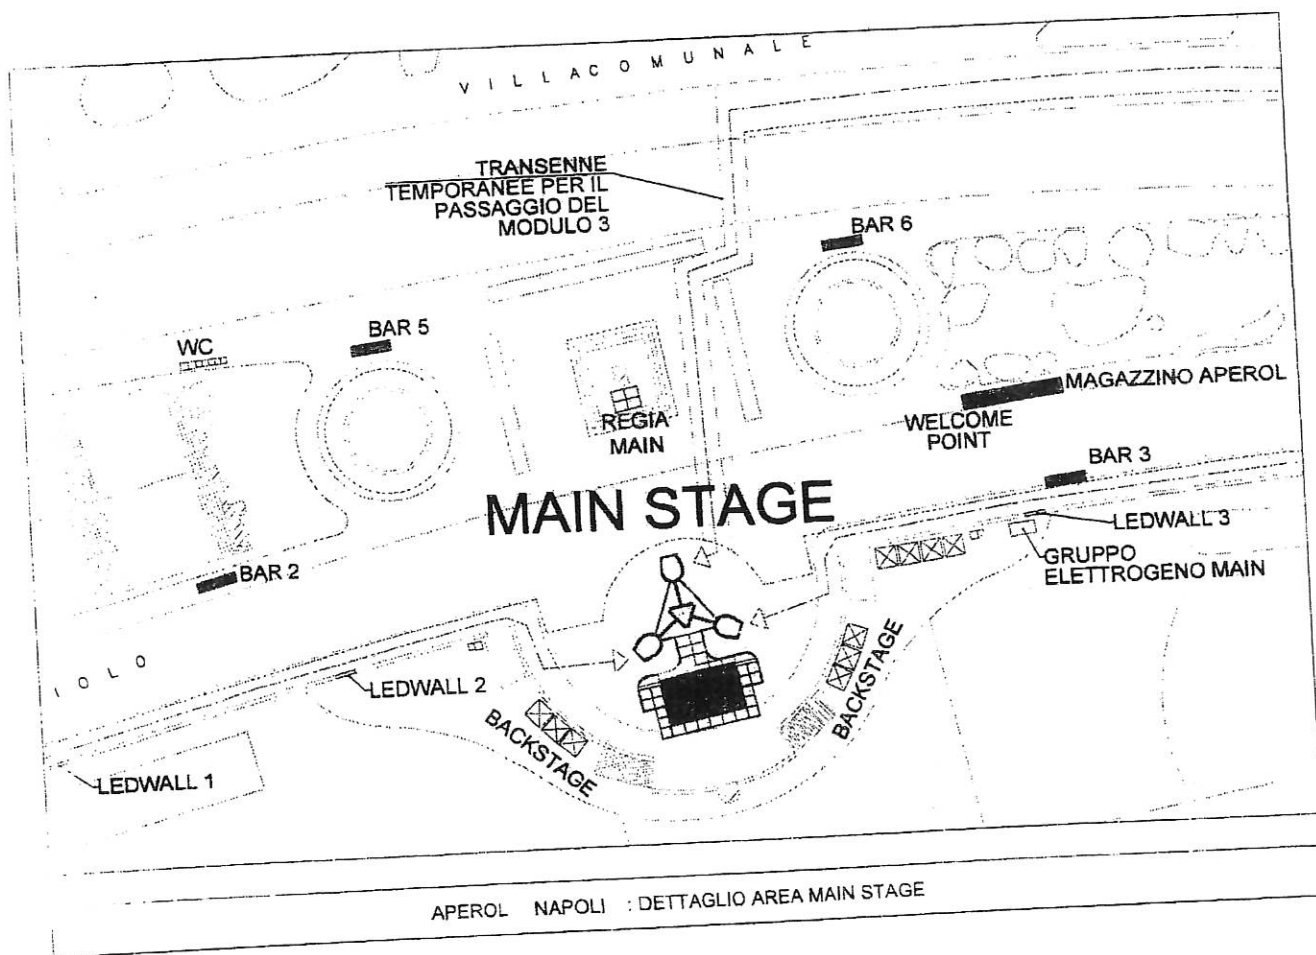 VILLACOMUNALE
TRANSENNE
TEMPORANEE PER IL
PASSAGGIO DEL
MODULO 3
BAR 6
BAR 5
WC
MAGAZZINO APEROL
REGIA
MAIN
WELCOME
POINT
BAR 3
MAIN STAGE
LEDWALL 3
GRUPPO
ELETTROGENO MAIN
BAR 2
IOLO
LEDWALL 2
BACKSTAGE
BACKSTAGE
LEDWALL 1
APEROL NAPOLI : DETTAGLIO AREA MAIN STAGE